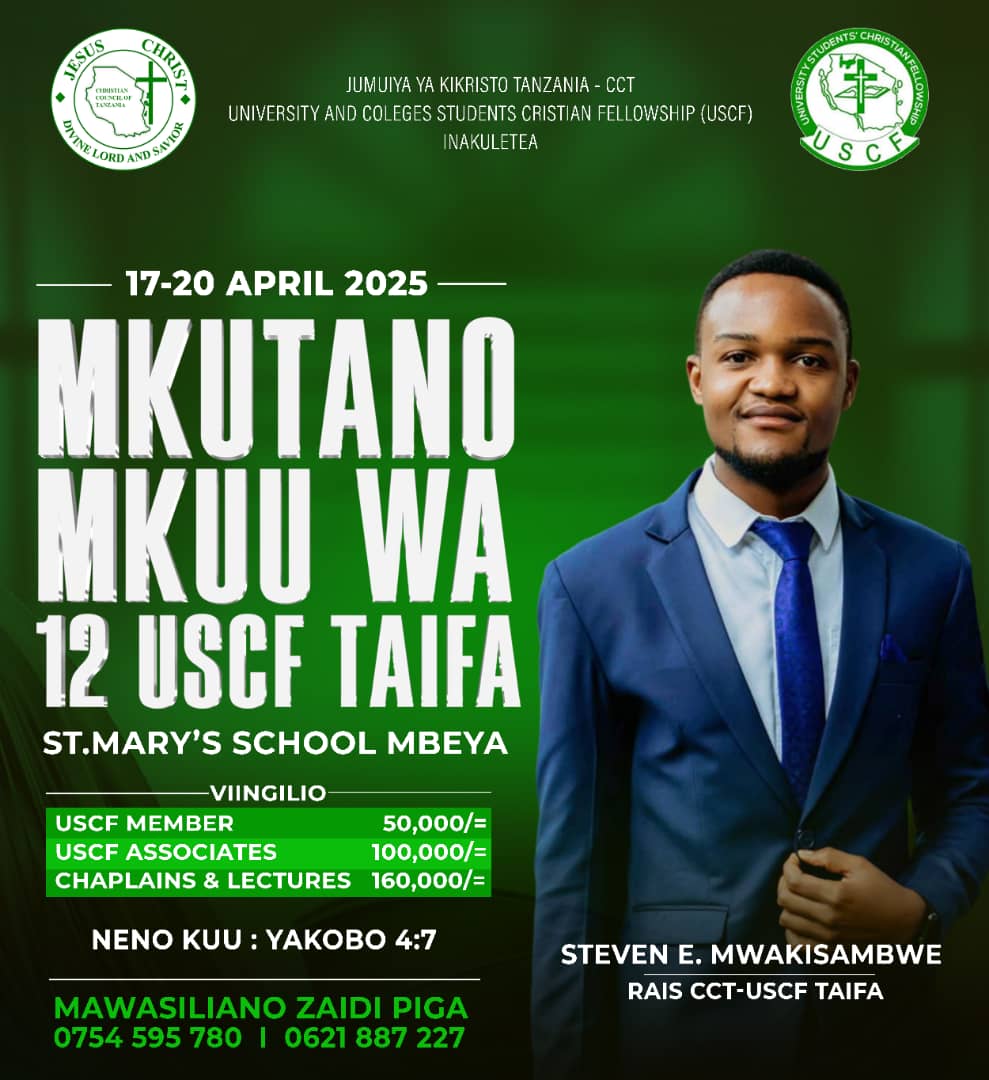 JESUS CHRIST
CHRISTIAN
COUNCIL OF
TANZANIA
DIVINE LORD AND SAVIOR
JUMUIYA YA KIKRISTO TANZANIA - CCT
UNIVERSITY AND COLEGES STUDENTS CRISTIAN FELLOWSHIP (USCF)
INAKULETEA
UNIVERSITY STUDENTS' CHRISTIAN FELLOWSHIP
USCF
17-20 APRIL 2025
MKUTANO
MKUU WA
12 USCF TAIFA
ST.MARY'S SCHOOL MBEYA
VIINGILIO
USCF MEMBER 50,000/=
USCF ASSOCIATES 100,000/=
CHAPLAINS & LECTURES 160,000/=
NENO KUU : YAKOBO 4:7
MAWASILIANO ZAIDI PIGA
0754 595 780 | 0621 887 227
STEVEN E. MWAKISAMBWE
RAIS CCT-USCF TAIFA